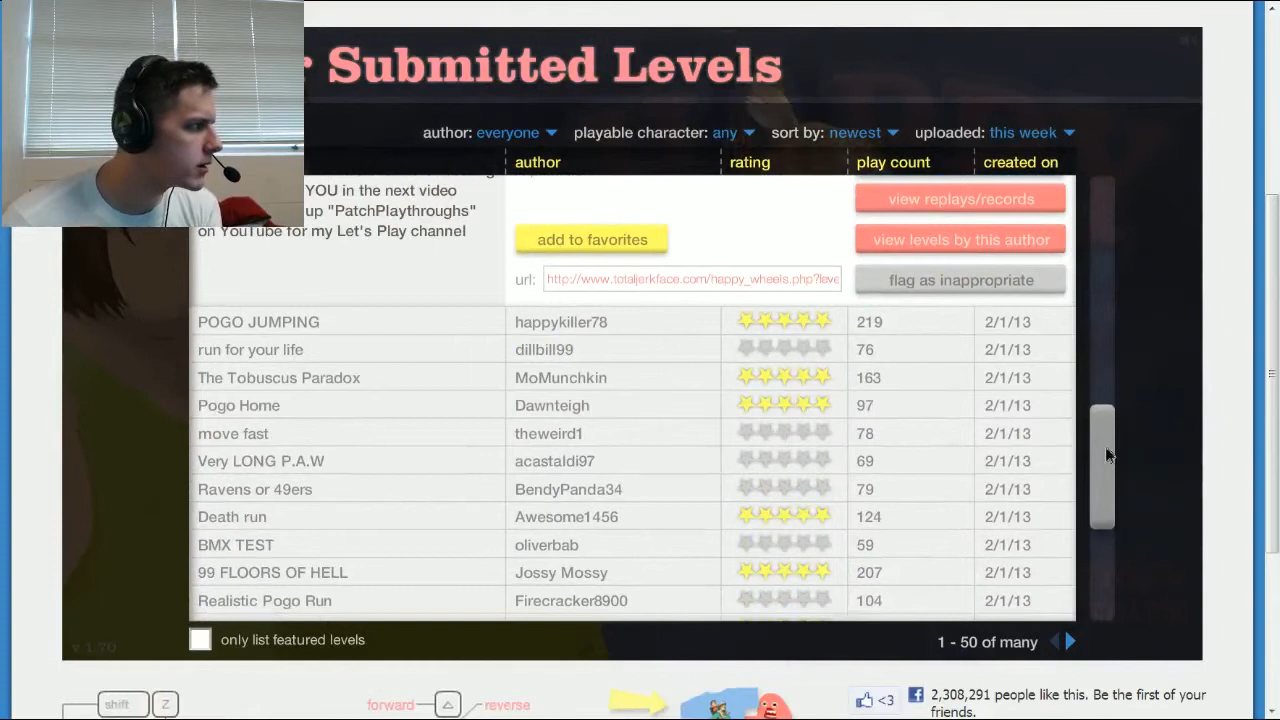 Submitted Levels
author: everyone playable character: any sort by: newest uploaded: this week
author rating play count created on
YOU in the next video
up "PatchPlaythroughs"
on YouTube for my Let's Play channel
view replays/records
add to favorites view levels by this author
url: http://www.totaljerkface.com/happy_wheels.php?leve flag as inappropriate
POGO JUMPING happykiller78 219 2/1/13
run for your life dillbill99 76 2/1/13
The Tobuscus Paradox MoMunchkin 163 2/1/13
Pogo Home Dawnteigh 97 2/1/13
move fast theweird1 78 2/1/13
Very LONG P.A.W acastaldi97 69 2/1/13
Ravens or 49ers BendyPanda34 79 2/1/13
Death run Awesome1456 124 2/1/13
BMX TEST oliverbab 59 2/1/13
99 FLOORS OF HELL Jossy Mossy 207 2/1/13
Realistic Pogo Run Firecracker8900 104 2/1/13
only list featured levels 1 - 50 of many
v 1.70
shift Z forward reverse <3 2,308,291 people like this. Be the first of your
friends.